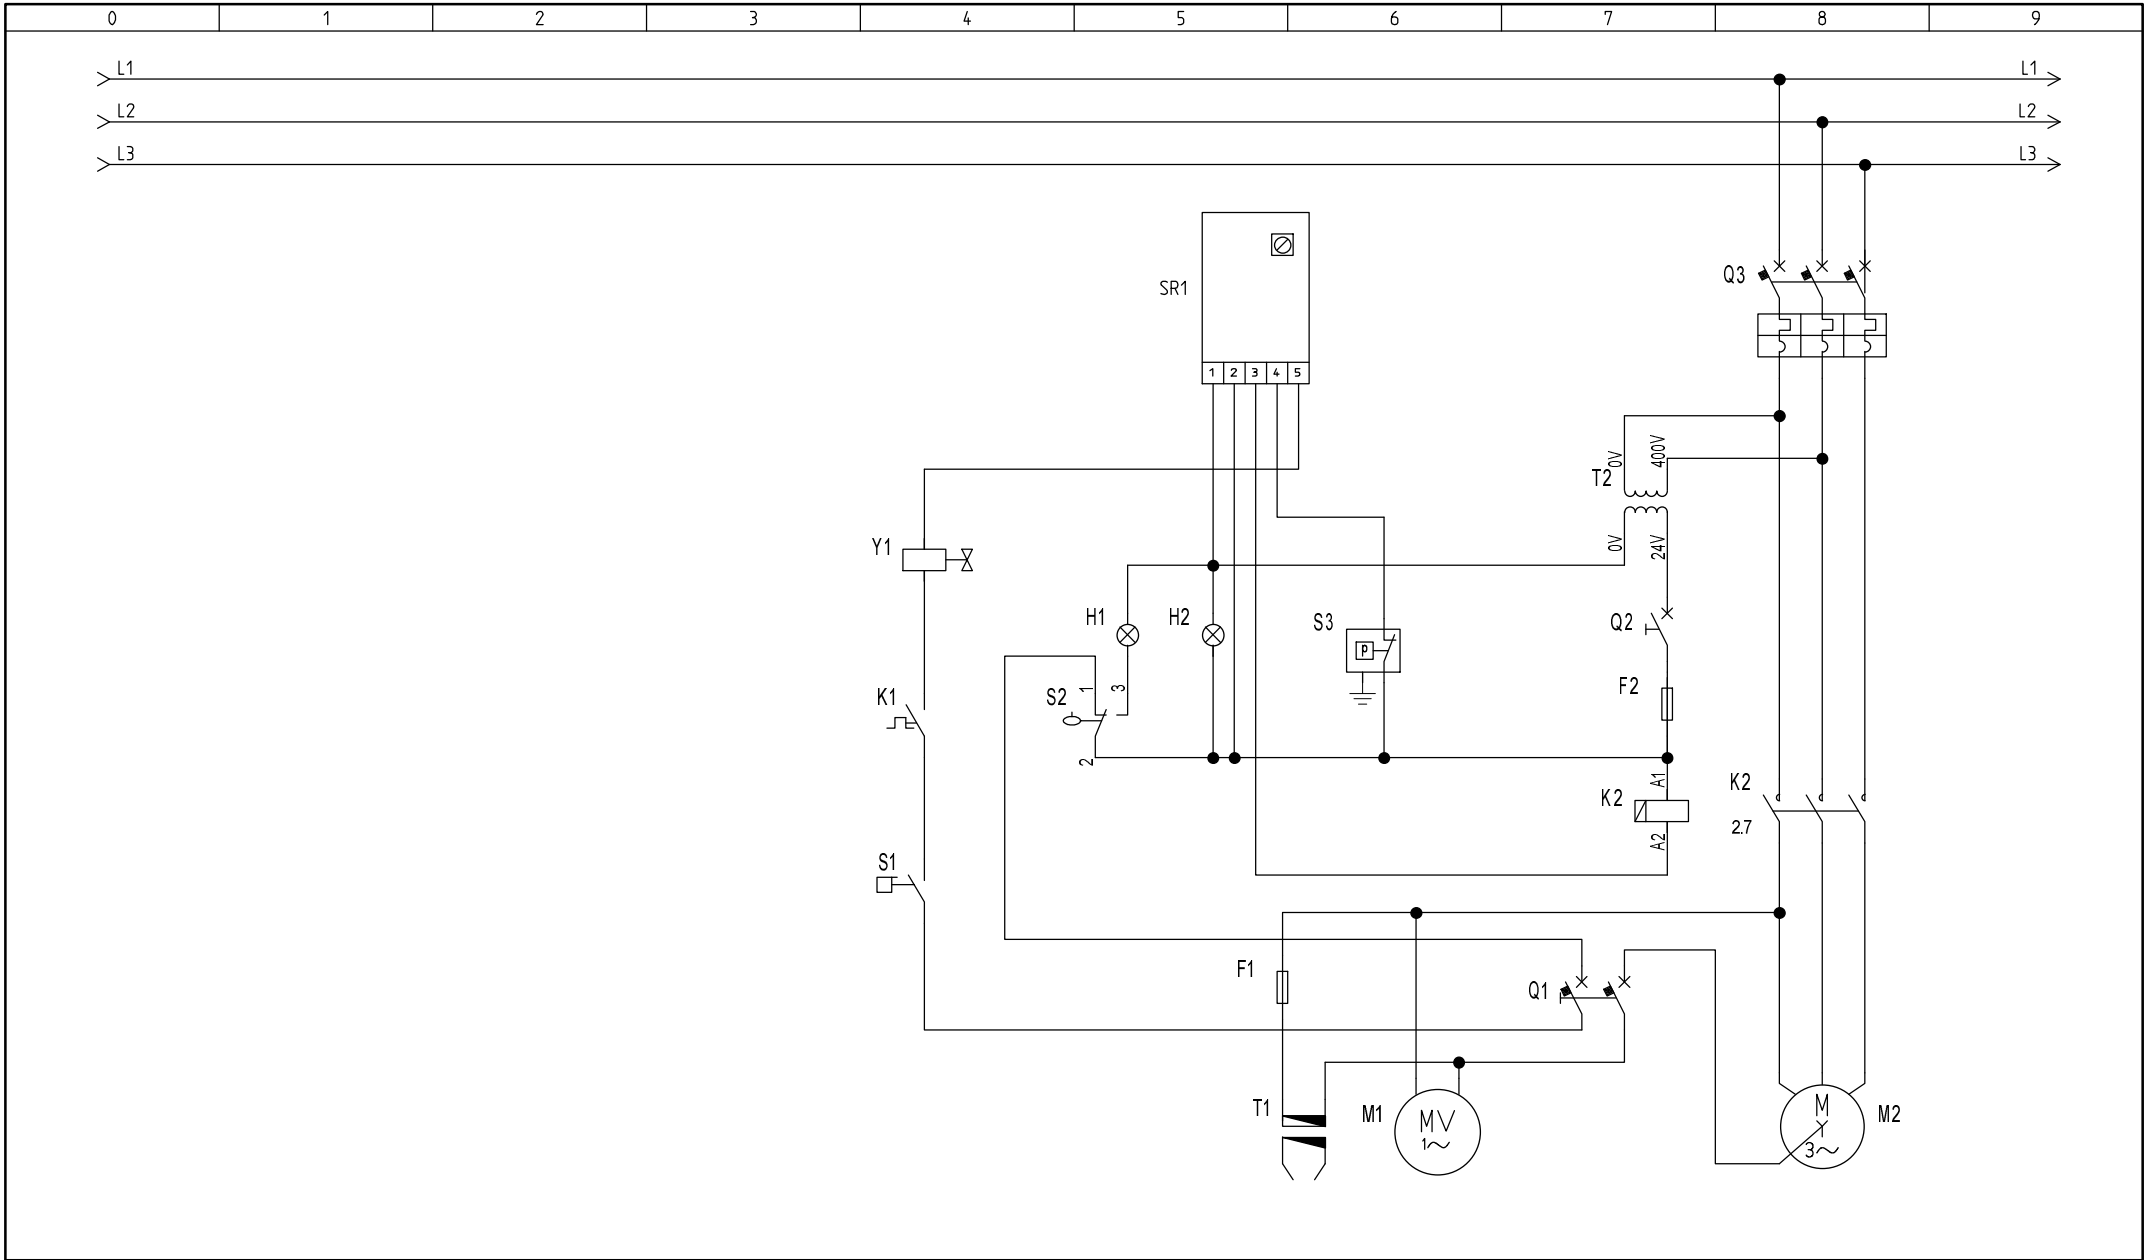 0 1 2 3 4 5 6 7 8 9
L1 L1
L2 L2
L3 L3
Q3
SR1
1 2 3 4 5
0V 400V
T2
Y1
0V 24V
H1 H2 S3 Q2
P
K1 S2 1 3 F2
2
A1
K2 K2
2.7
A2
S1
F1
Q1
T1 M1 MV
1~
M
Y
3~
M2